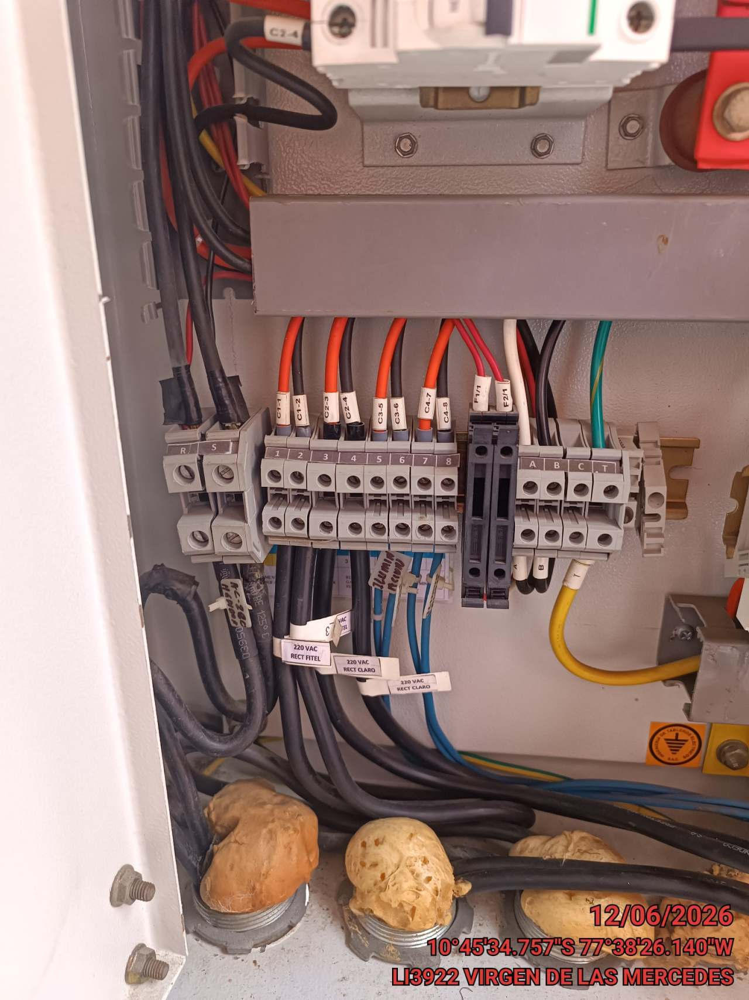 C2-4
C1-1
C1-2
C2-3
C2-4
C3-5
C3-6
C4-7
C4-8
F1/1
F2/1
R S
1 2 3 4 5 6 7 8
A B C T
A
B
T
220 VAC
RECT FITEL
220 VAC
RECT CLARO
220 VAC
RECT CLARO
125°C
12/06/2026
10°45'34.757"S 77°38'26.140"W
LI3922 VIRGEN DE LAS MERCEDES